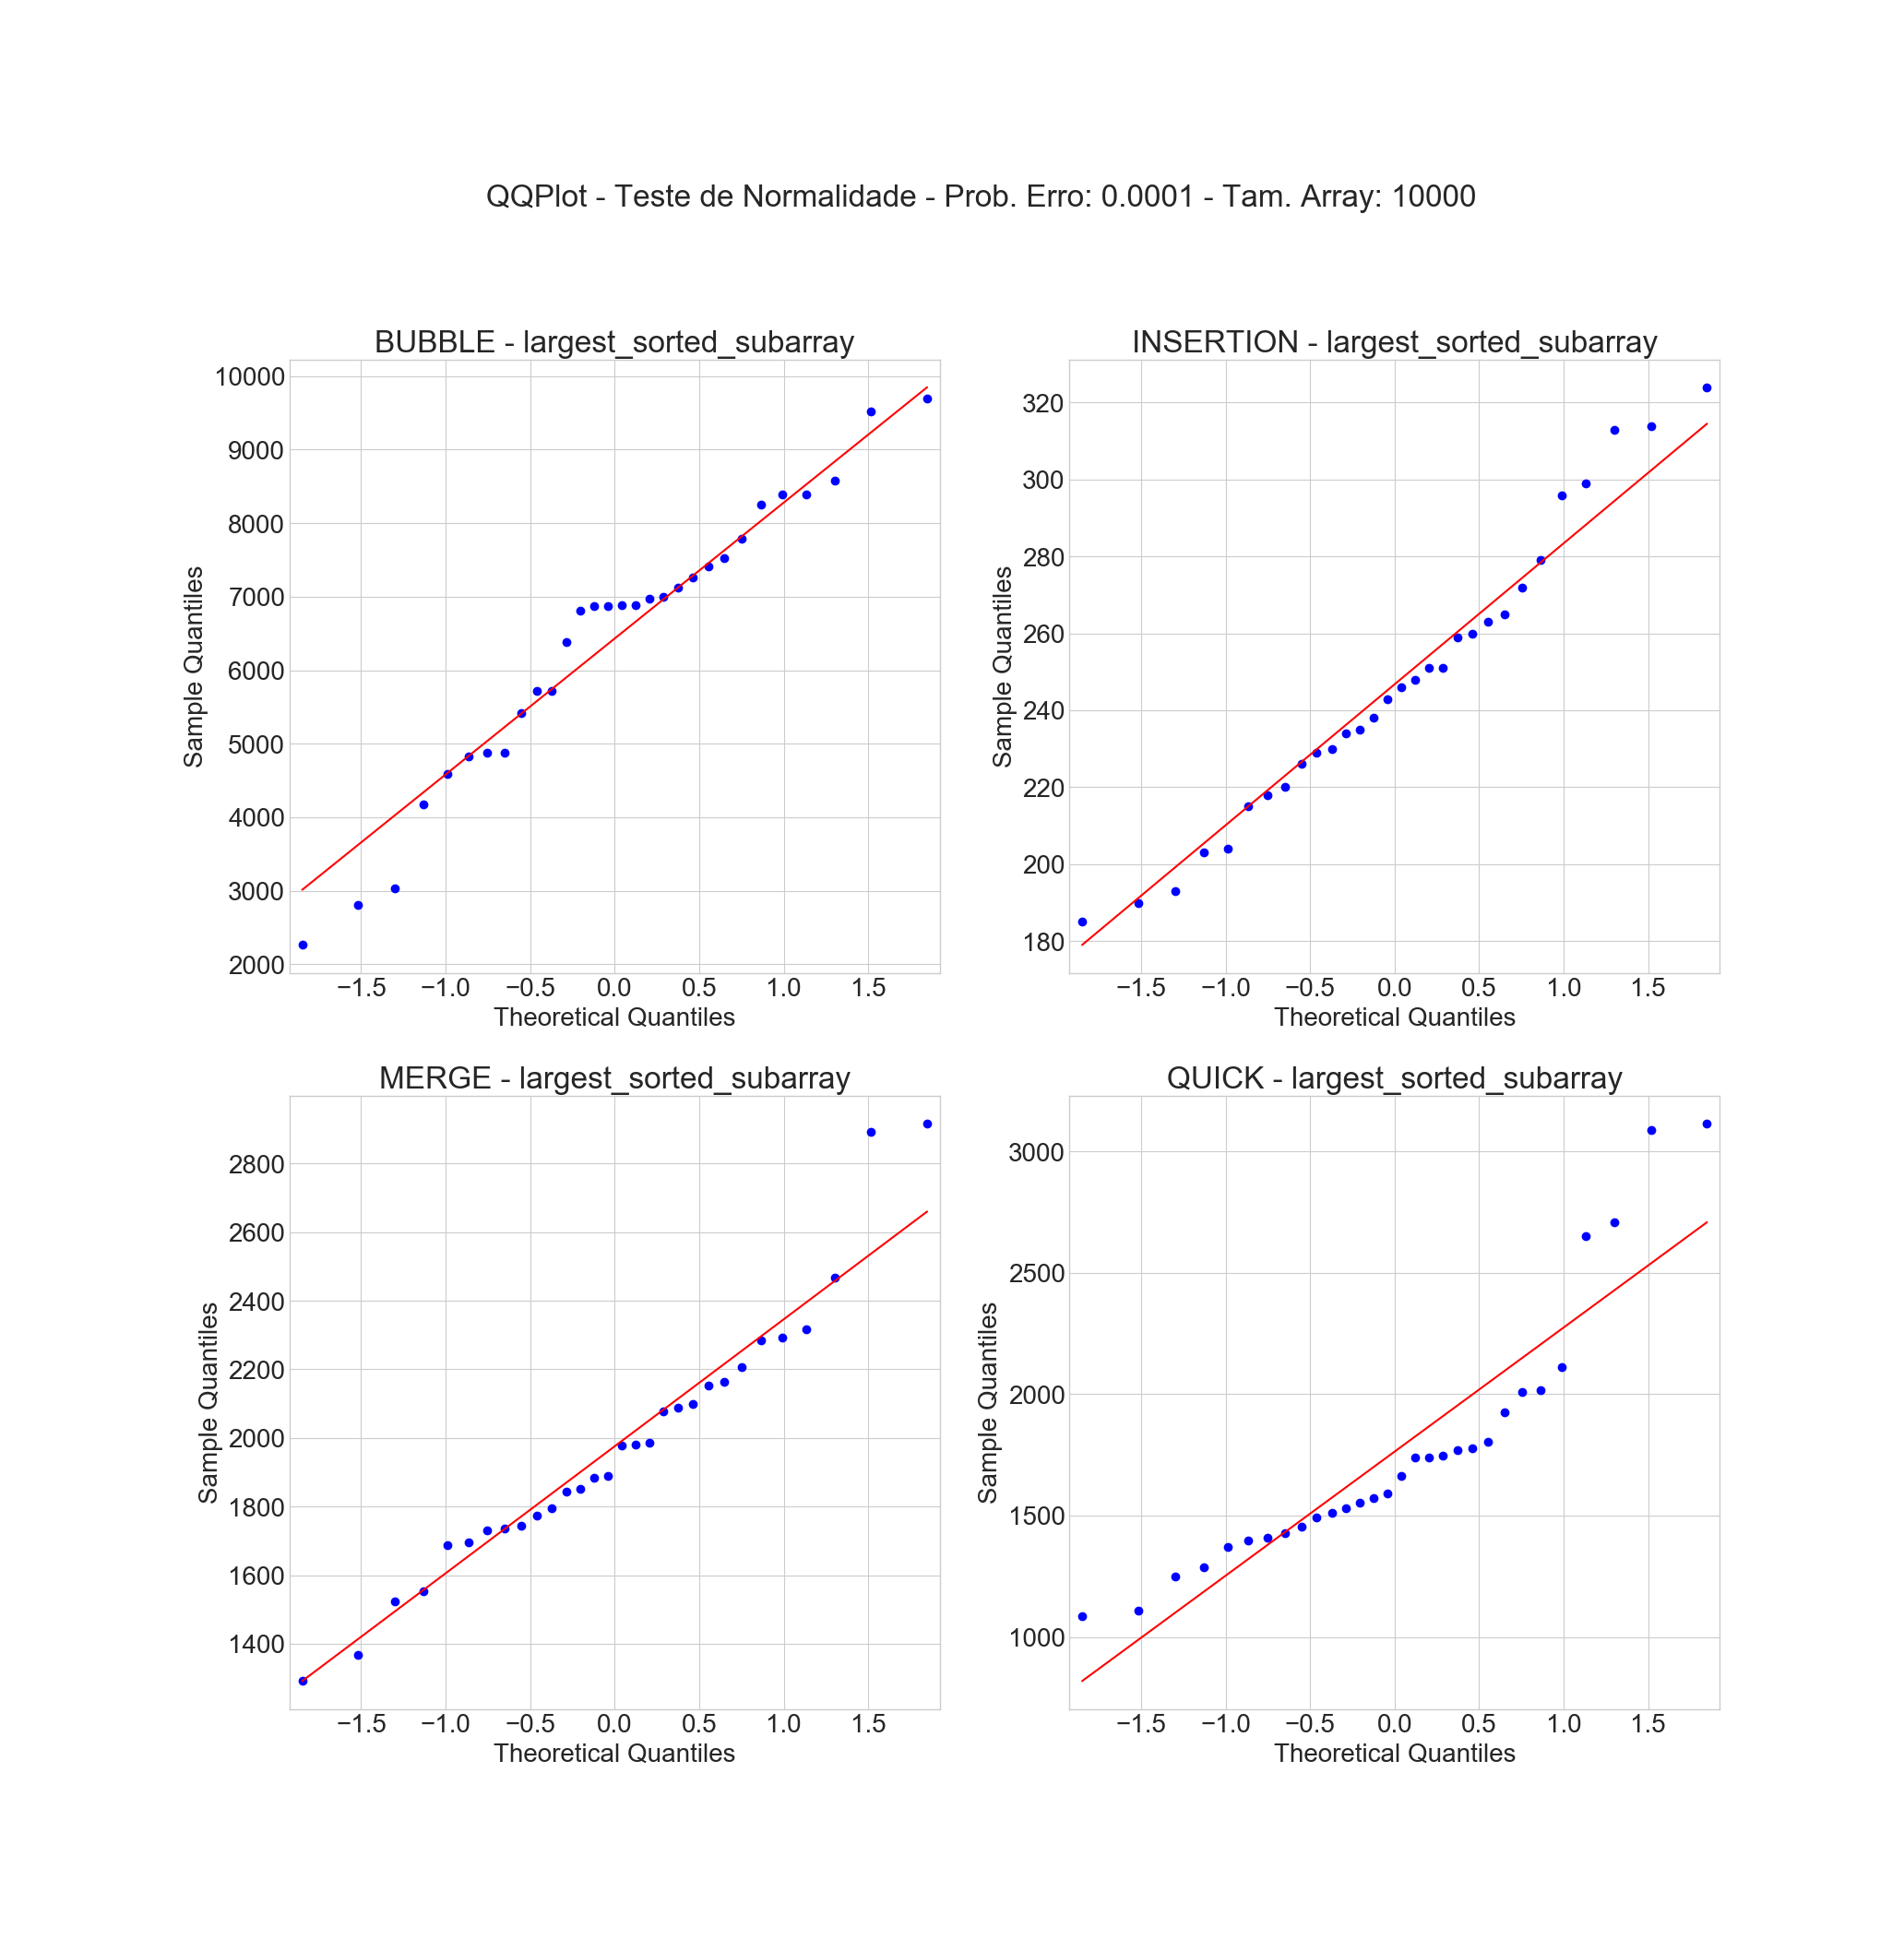 QQPlot - Teste de Normalidade - Prob. Erro: 0.0001 - Tam. Array: 10000
BUBBLE - largest_sorted_subarray
10000
9000
8000
7000
6000
5000
4000
3000
2000
Sample Quantiles
−1.5 −1.0 −0.5 0.0 0.5 1.0 1.5
Theoretical Quantiles
INSERTION - largest_sorted_subarray
320
300
280
260
240
220
200
180
Sample Quantiles
−1.5 −1.0 −0.5 0.0 0.5 1.0 1.5
Theoretical Quantiles
MERGE - largest_sorted_subarray
2800
2600
2400
2200
2000
1800
1600
1400
Sample Quantiles
−1.5 −1.0 −0.5 0.0 0.5 1.0 1.5
Theoretical Quantiles
QUICK - largest_sorted_subarray
3000
2500
2000
1500
1000
Sample Quantiles
−1.5 −1.0 −0.5 0.0 0.5 1.0 1.5
Theoretical Quantiles